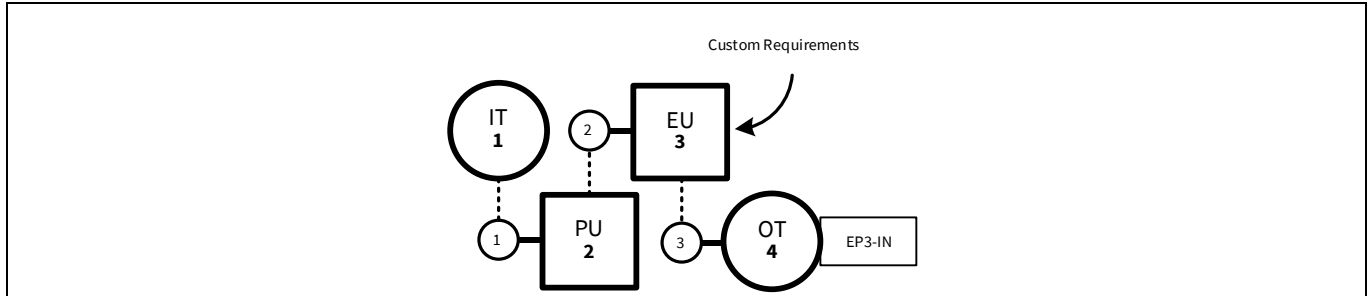 Custom Requirements
IT
1
2
EU
3
1
PU
2
3
OT
4
EP3-IN